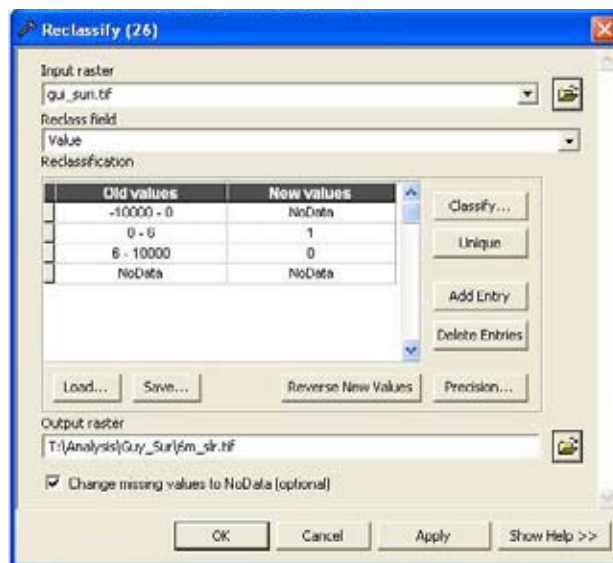 Reclassify (26)
Input raster
gui_suri.tif
Reclass field
Value
Reclassification
Old values New values
-10000 - 0 NoData
0 - 6 1
6 - 10000 0
NoData NoData
Classify...
Unique
Add Entry
Delete Entries
Load... Save... Reverse New Values Precision...
Output raster
T:\Analysis\Guy_Sur\6m_slr.tif
Change missing values to NoData (optional)
OK Cancel Apply Show Help >>